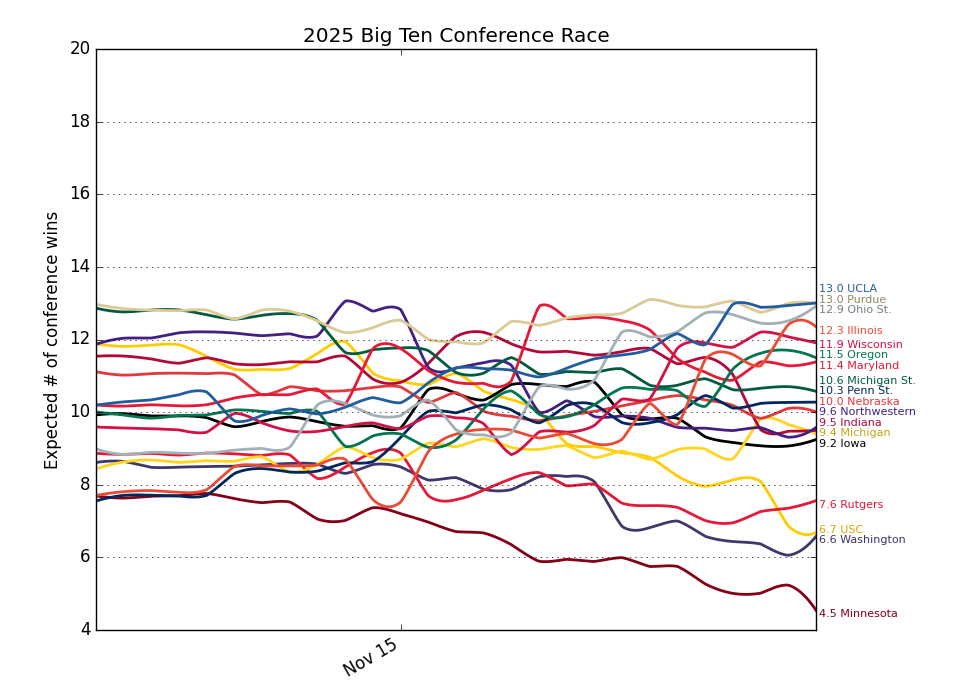 2025 Big Ten Conference Race
Expected # of conference wins
20
18
16
14
12
10
8
6
4
Nov 15
13.0 UCLA
13.0 Purdue
12.9 Ohio St.
12.3 Illinois
11.9 Wisconsin
11.5 Oregon
11.4 Maryland
10.6 Michigan St.
10.3 Penn St.
10.0 Nebraska
9.6 Northwestern
9.5 Indiana
9.4 Michigan
9.2 Iowa
7.6 Rutgers
6.7 USC
6.6 Washington
4.5 Minnesota